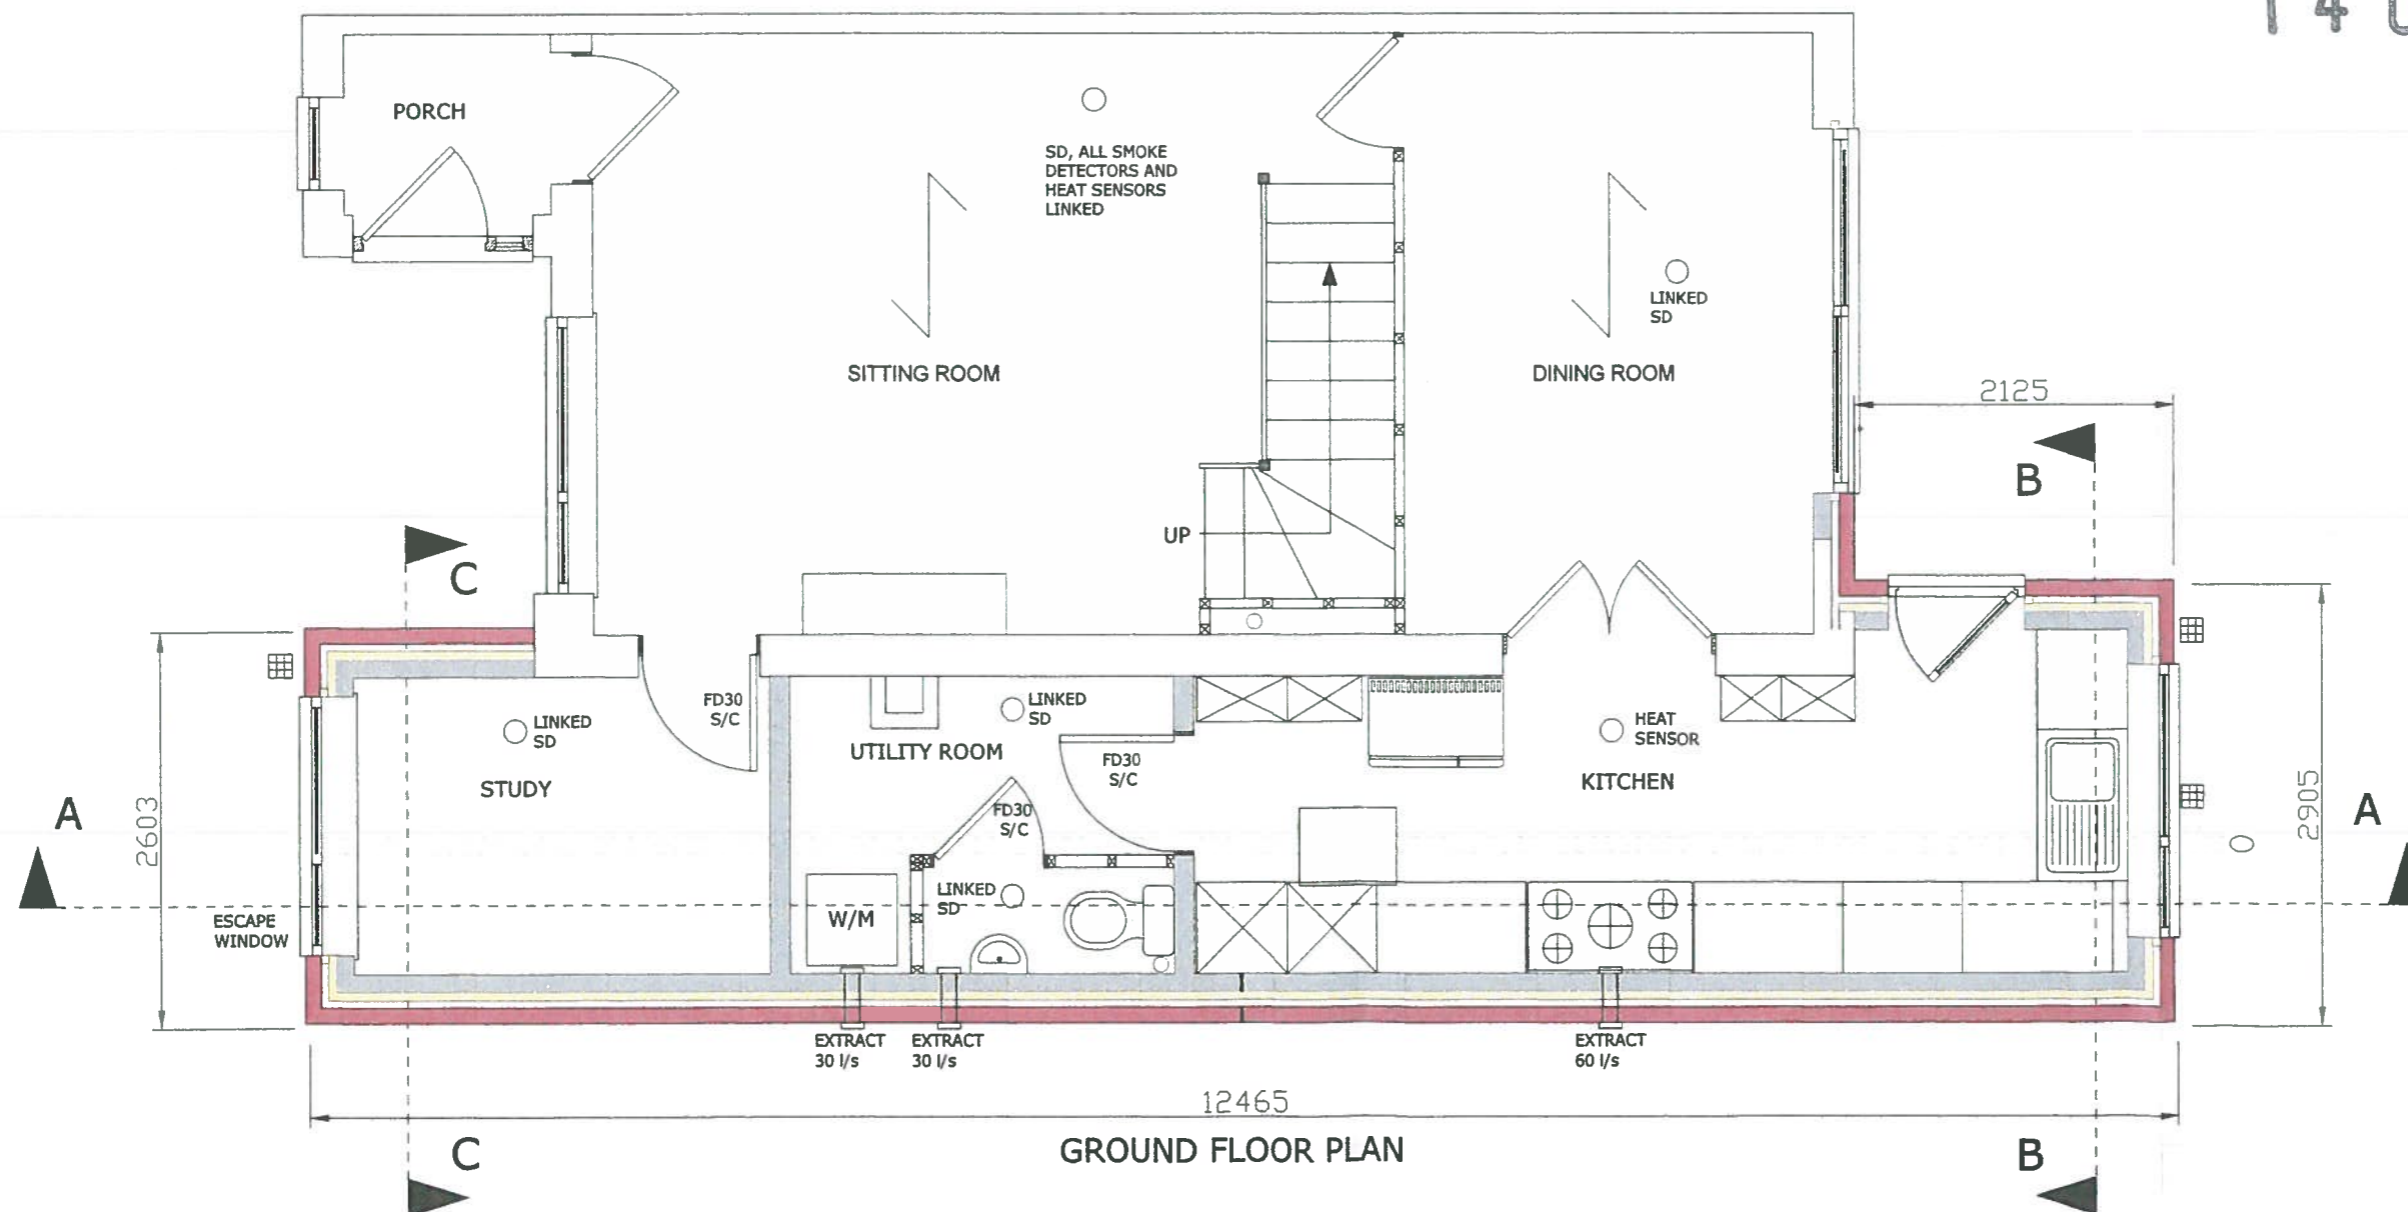 1 4
PORCH
SD, ALL SMOKE
DETECTORS AND
HEAT SENSORS
LINKED
LINKED
SD
SITTING ROOM
DINING ROOM
2125
B
UP
C
FD30
S/C
LINKED
SD
LINKED
SD
UTILITY ROOM
FD30
S/C
HEAT
SENSOR
KITCHEN
STUDY
A
2603
FD30
S/C
2905
A
LINKED
SD
W/M
ESCAPE
WINDOW
EXTRACT
30 l/s
EXTRACT
30 l/s
EXTRACT
60 l/s
12465
GROUND FLOOR PLAN
C
B